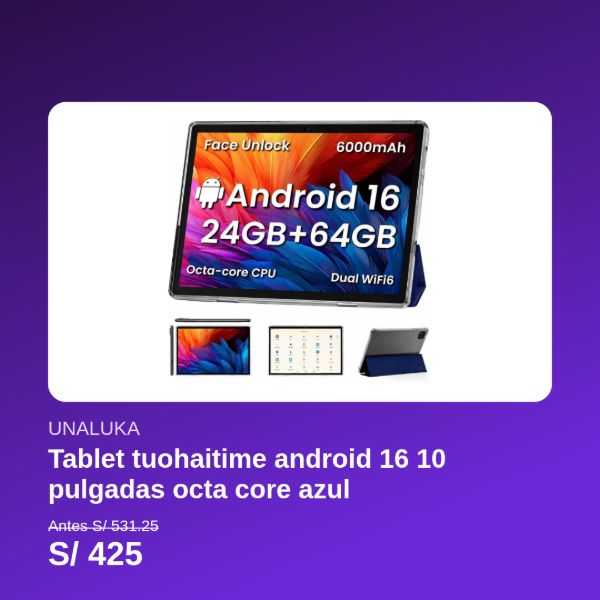 Face Unlock 6000mAh
Android 16
24GB+64GB
Octa-core CPU Dual WiFi6
UNALUKA
Tablet tuohaitime android 16 10
pulgadas octa core azul
Antes S/ 531.25
S/ 425